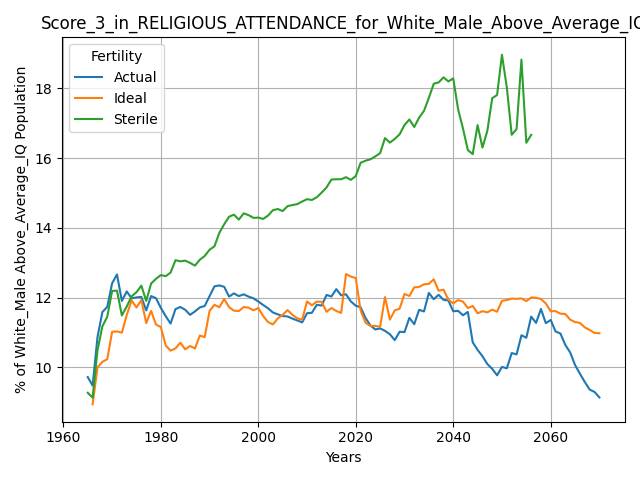 Score_3_in_RELIGIOUS_ATTENDANCE_for_White_Male_Above_Average_IQ
Fertility
Actual
Ideal
Sterile
% of White_Male Above_Average_IQ Population
18
16
14
12
10
1960
1980
2000
2020
2040
2060
Years